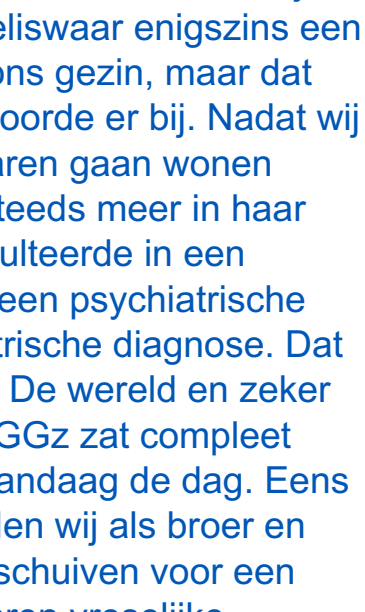 eliswaar enigszins een
ons gezin, maar dat
oorde er bij. Nadat wij
aren gaan wonen
teeds meer in haar
ulteerde in een
een psychiatrische
trische diagnose. Dat
De wereld en zeker
GGz zat compleet
andaag de dag. Eens
en wij als broer en
schuiven voor een